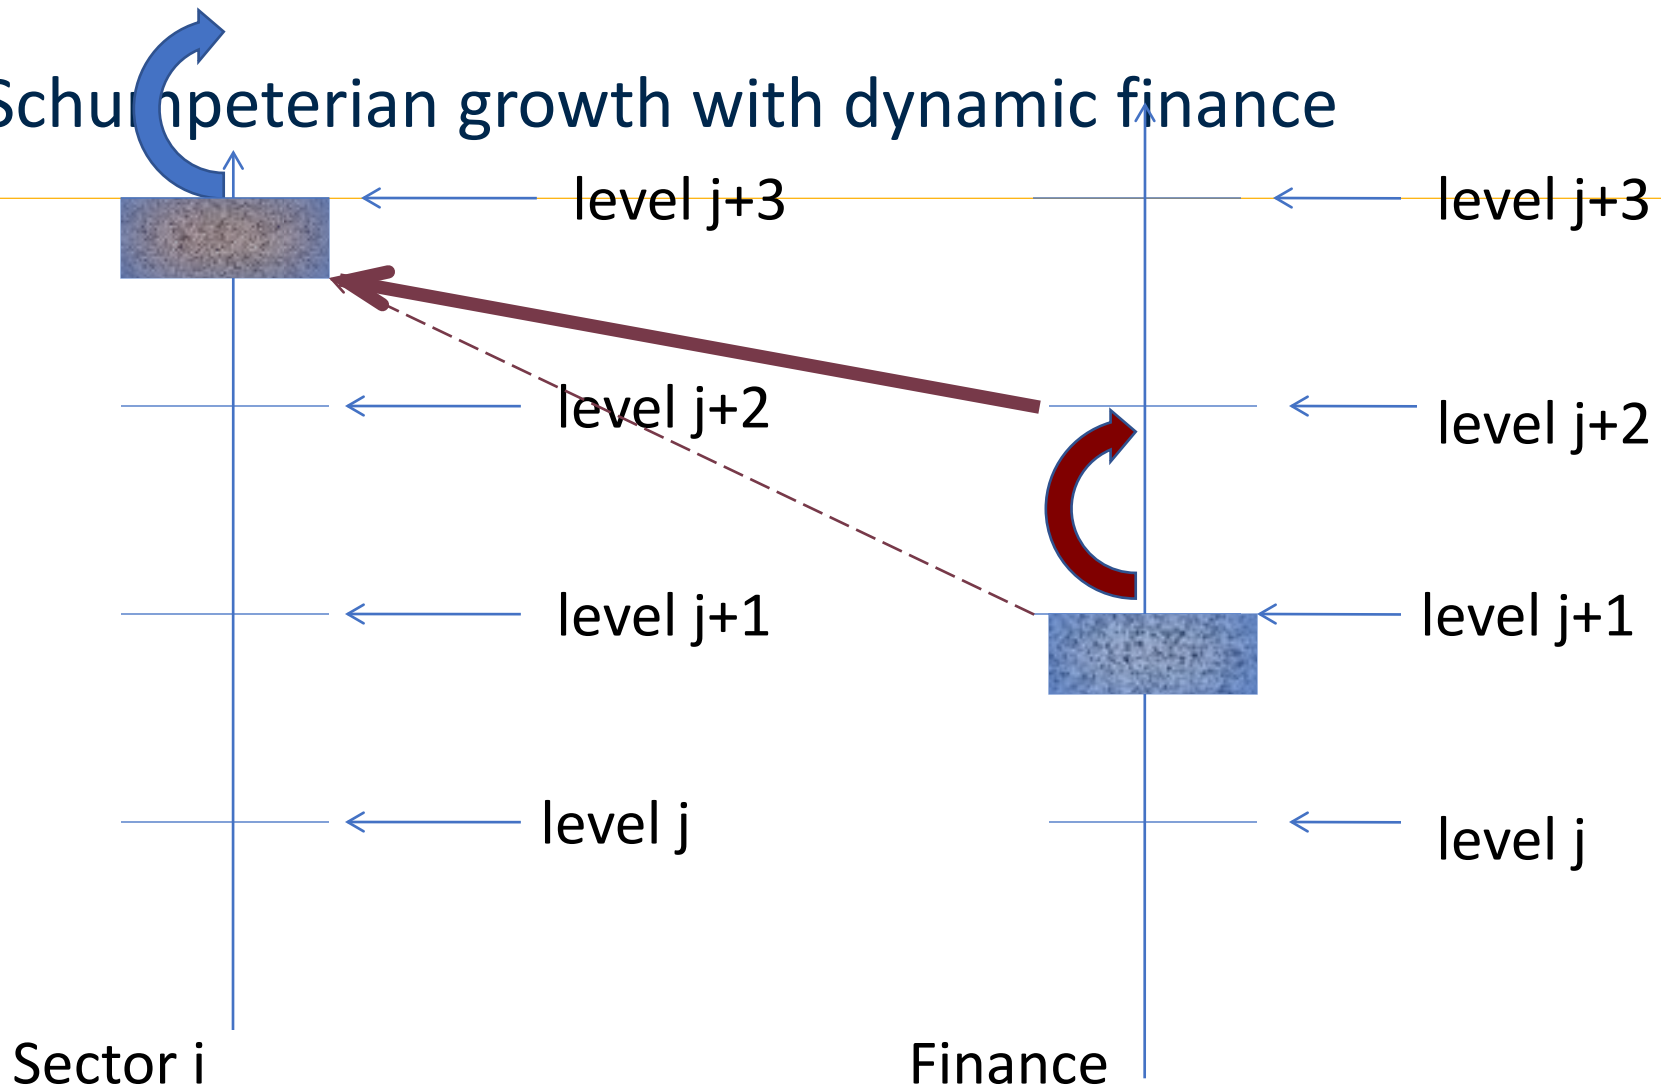 Schumpeterian growth with dynamic finance
level j+3
level j+3
level j+2
level j+2
level j+1
level j+1
level j
level j
Sector i
Finance